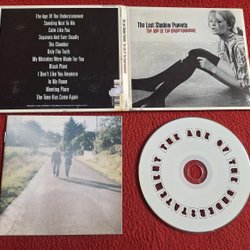 The Age Of The Understatement
Standing Next To Me
Calm Like You
Separate And Ever Deadly
The Chamber
Only The Truth
My Mistakes Were Made For You
Black Plant
I Don't Like You Anymore
In My Room
Meeting Place
The Time Has Come Again
The Last Shadow Puppets
The Age Of The Understatement
THE AGE OF THE UNDERSTATEMENT